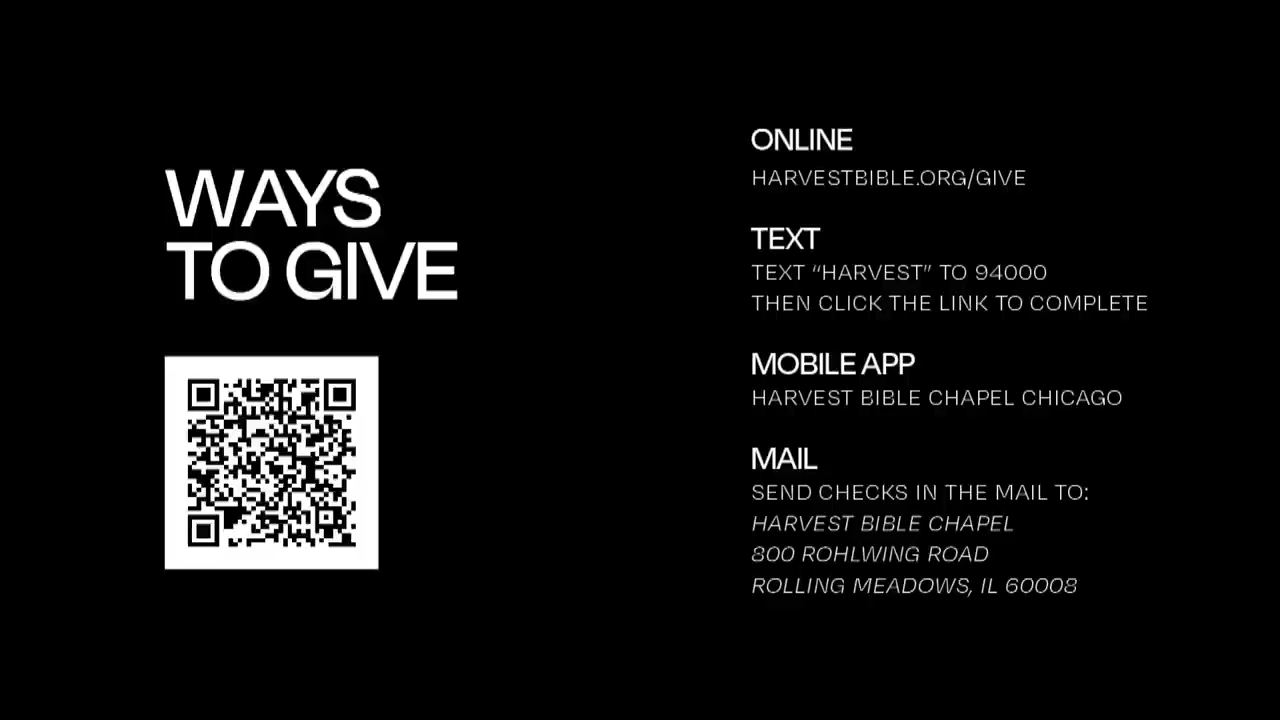 WAYS
TO GIVE
ONLINE
HARVESTBIBLE.ORG/GIVE
TEXT
TEXT “HARVEST” TO 94000
THEN CLICK THE LINK TO COMPLETE
MOBILE APP
HARVEST BIBLE CHAPEL CHICAGO
MAIL
SEND CHECKS IN THE MAIL TO:
HARVEST BIBLE CHAPEL
800 ROHLWING ROAD
ROLLING MEADOWS, IL 60008